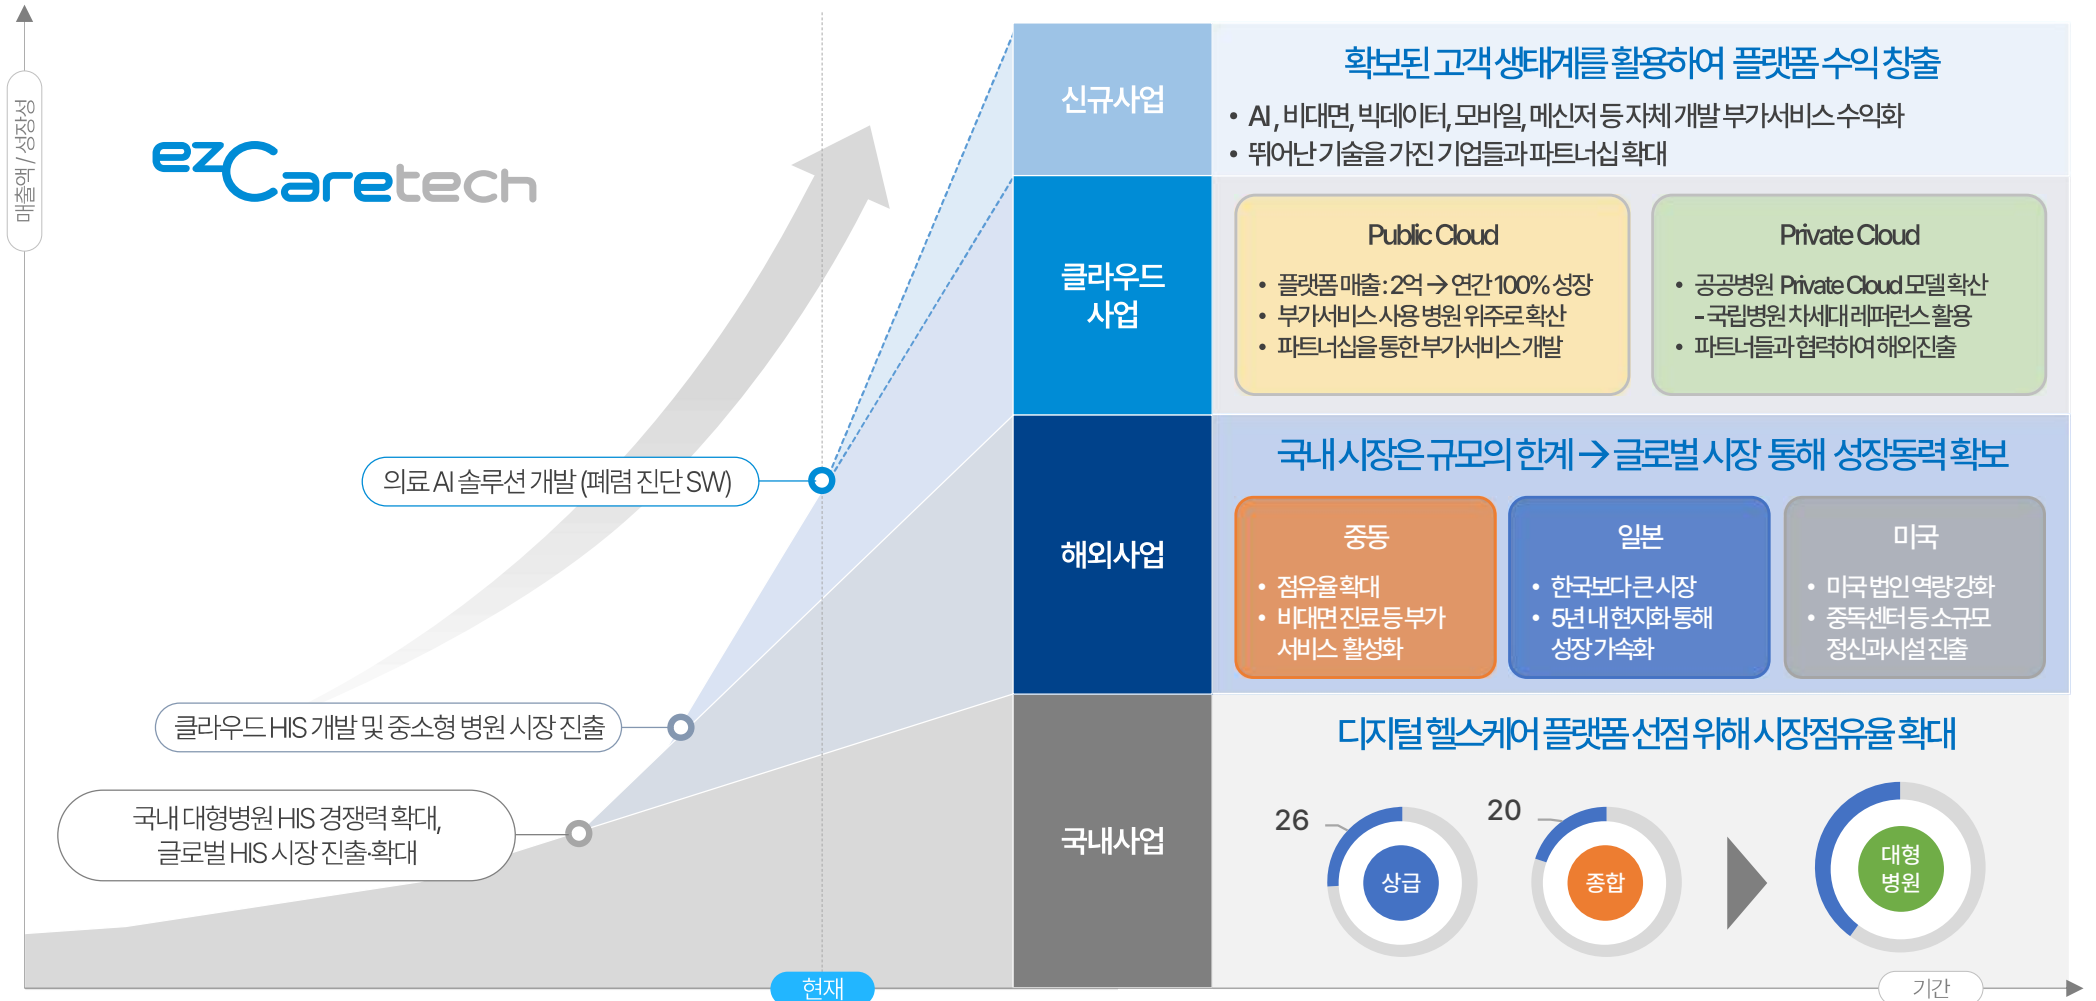 매출액 / 성장성
ezCaretech
의료 AI 솔루션 개발 (폐렴 진단 SW)
클라우드 HIS 개발 및 중소형 병원 시장 진출
국내 대형병원 HIS 경쟁력 확대,
글로벌 HIS 시장 진출·확대
현재
신규사업
확보된 고객 생태계를 활용하여 플랫폼 수익 창출
• AI , 비대면, 빅데이터, 모바일, 메신저 등 자체 개발 부가서비스 수익화
• 뛰어난 기술을 가진 기업들과 파트너십 확대
클라우드
사업
Public Cloud
• 플랫폼 매출 : 2억 → 연간 100% 성장
• 부가서비스 사용 병원 위주로 확산
• 파트너십을 통한 부가서비스 개발
Private Cloud
• 공공병원 Private Cloud 모델 확산
- 국립병원 차세대 레퍼런스 활용
• 파트너들과 협력하여 해외진출
해외사업
국내 시장은 규모의 한계 → 글로벌 시장 통해 성장동력 확보
중동
• 점유율 확대
• 비대면 진료 등 부가
서비스 활성화
일본
• 한국보다 큰 시장
• 5년 내 현지화 통해
성장 가속화
미국
• 미국 법인 역량 강화
• 중독센터 등 소규모
정신과시설 진출
국내사업
디지털 헬스케어 플랫폼 선점 위해 시장점유율 확대
26
상급
20
종합
대형
병원
기간